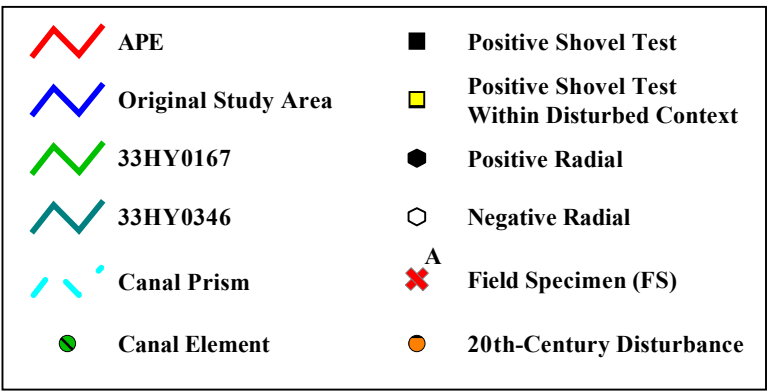 APE
Original Study Area
33HY0167
33HY0346
Canal Prism
Canal Element
Positive Shovel Test
Positive Shovel Test
Within Disturbed Context
Positive Radial
Negative Radial
A
Field Specimen (FS)
20th-Century Disturbance